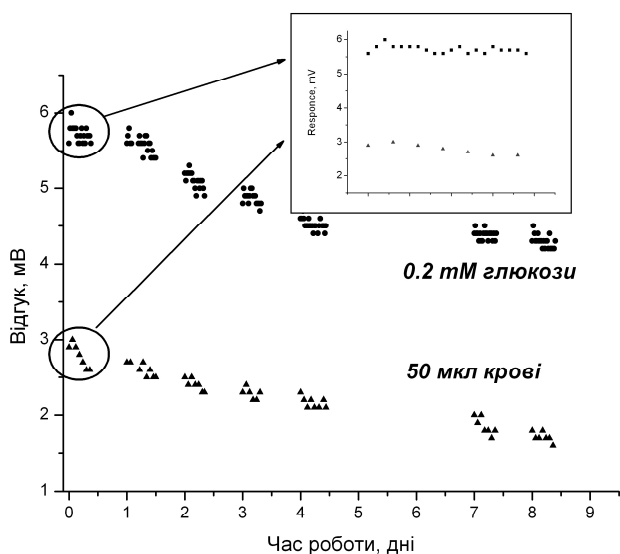 6
5
4
3
2
Responce, mV
6
5
4
3
2
1
Відгук, мВ
0.2 mM глюкози
50 мкл крові
0 1 2 3 4 5 6 7 8 9
Час роботи, дні